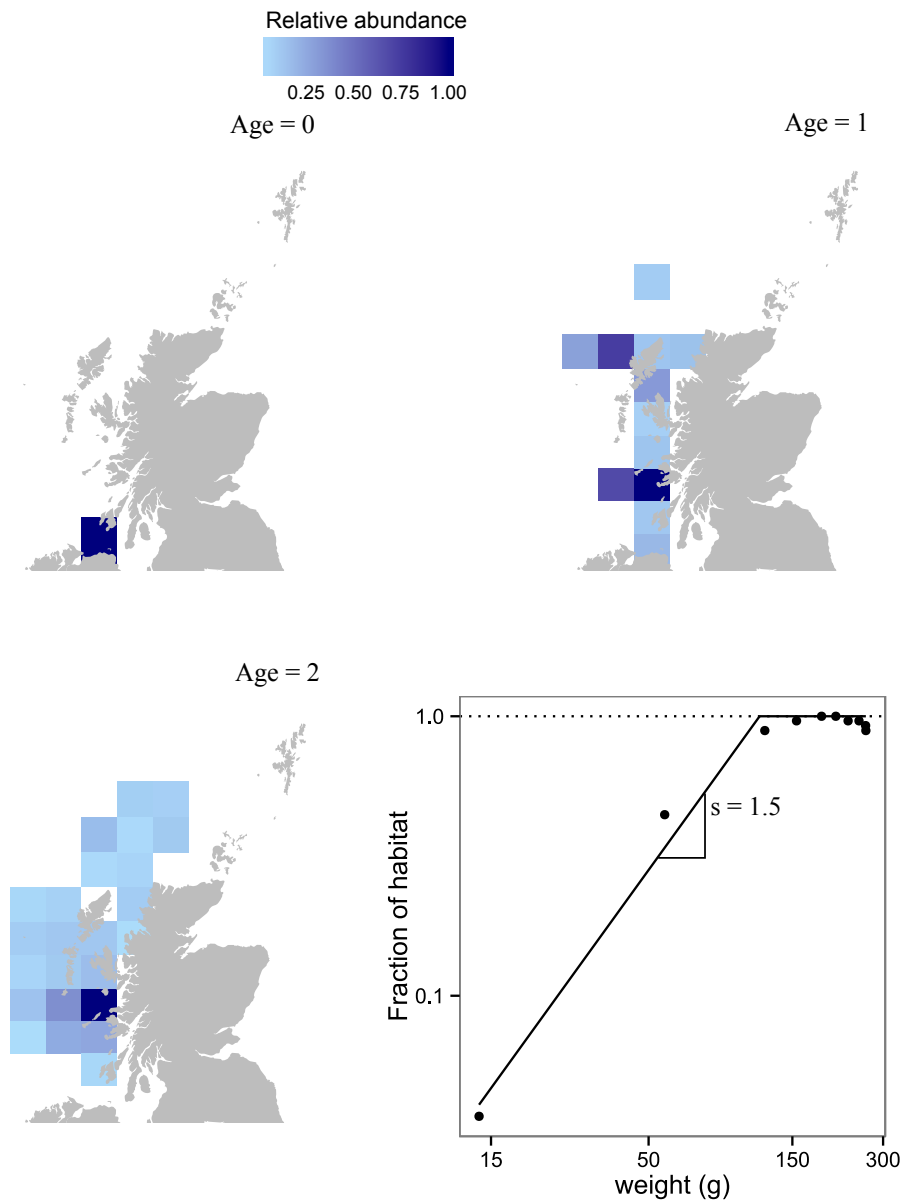 Relative abundance
0.25 0.50 0.75 1.00
Age = 0
Age = 1
Age = 2
1.0
s = 1.5
Fraction of habitat
0.1
15 50 150 300
weight (g)